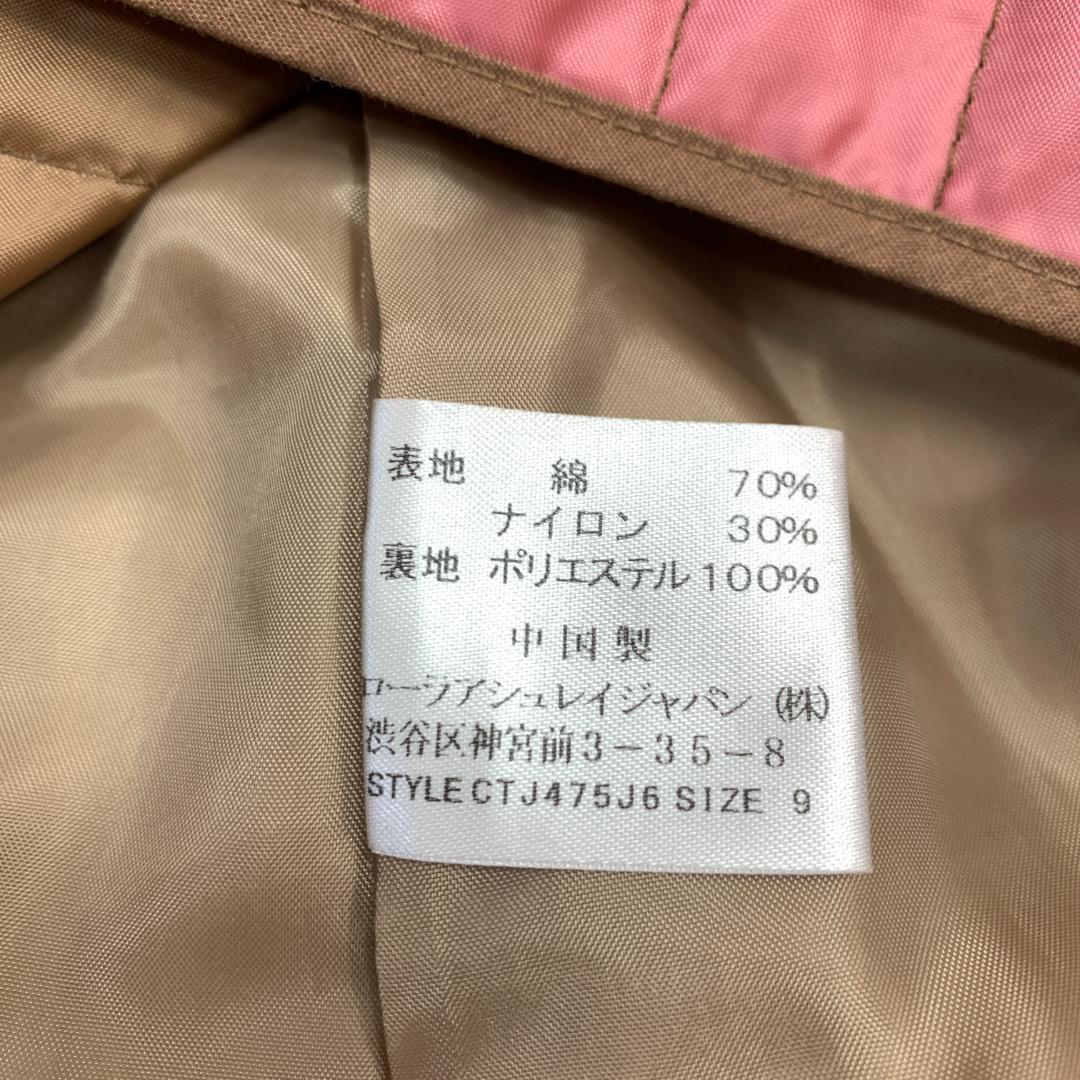 表地 綿 70%
ナイロン 30%
裏地 ポリエステル 100%
中国製
ローラアシュレイジャパン（株）
渋谷区神宮前3－35－8
STYLE CTJ475J6 SIZE 9